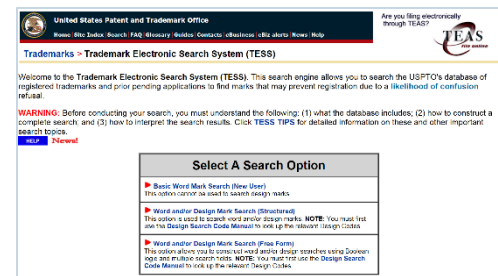 United States Patent and Trademark Office
Home|Site Index|Search|FAQ|Glossary|Guides|Contacts|eBusiness|eBiz alerts|News|Help
Are you filing electronically
through TEAS?
TEAS
file online
Trademarks > Trademark Electronic Search System (TESS)
Welcome to the Trademark Electronic Search System (TESS). This search engine allows you to search the USPTO's database of
registered trademarks and prior pending applications to find marks that may prevent registration due to a likelihood of confusion
refusal.
WARNING: Before conducting your search, you must understand the following: (1) what the database includes; (2) how to construct a
complete search; and (3) how to interpret the search results. Click TESS TIPS for detailed information on these and other important
search topics.
HELP News!
Select A Search Option
Basic Word Mark Search (New User)
This option cannot be used to search design marks.
Word and/or Design Mark Search (Structured)
This option is used to search word and/or design marks. NOTE: You must first
use the Design Search Code Manual to look up the relevant Design Codes.
Word and/or Design Mark Search (Free Form)
This option allows you to construct word and/or design searches using Boolean
logic and multiple search fields. NOTE: You must first use the Design Search
Code Manual to look up the relevant Design Codes.